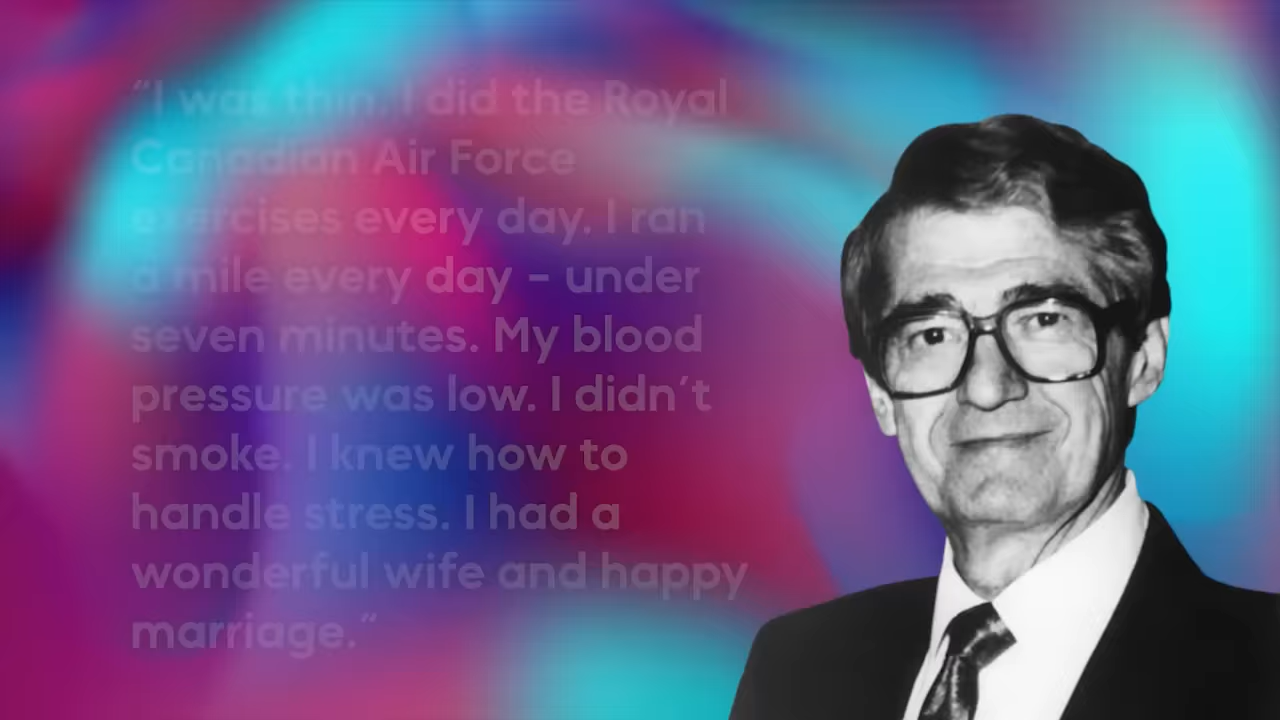 “I was thin. I did the Royal
Canadian Air Force
exercises every day. I ran
a mile every day - under
seven minutes. My blood
pressure was low. I didn’t
smoke. I knew how to
handle stress. I had a
wonderful wife and happy
marriage.“